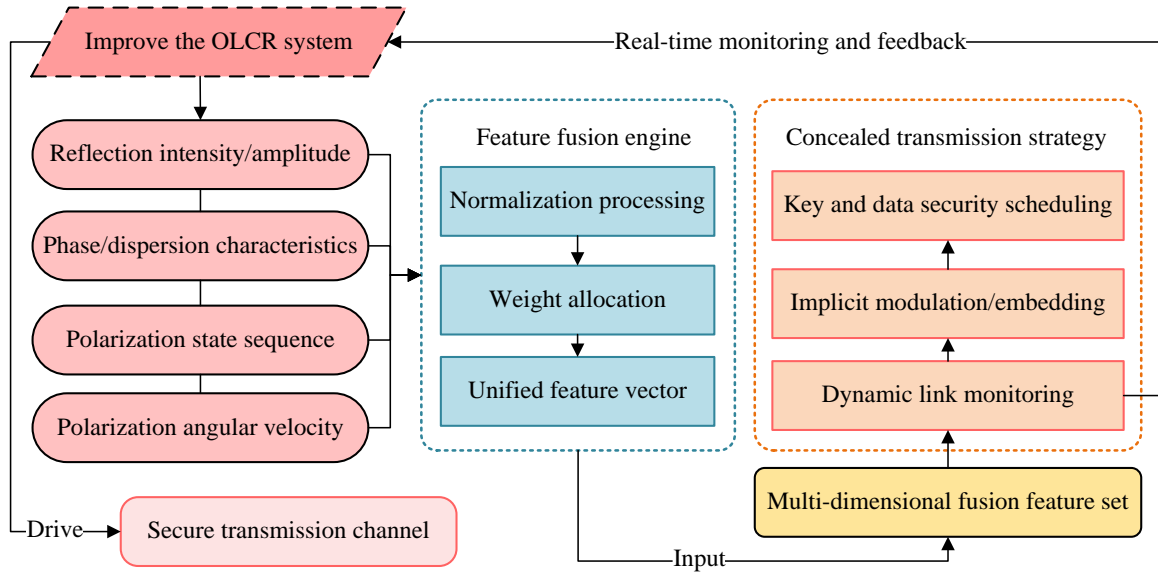 Improve the OLCR system
Real-time monitoring and feedback
Reflection intensity/amplitude
Phase/dispersion characteristics
Polarization state sequence
Polarization angular velocity
Feature fusion engine
Normalization processing
Weight allocation
Unified feature vector
Concealed transmission strategy
Key and data security scheduling
Implicit modulation/embedding
Dynamic link monitoring
Multi-dimensional fusion feature set
Drive
Secure transmission channel
Input